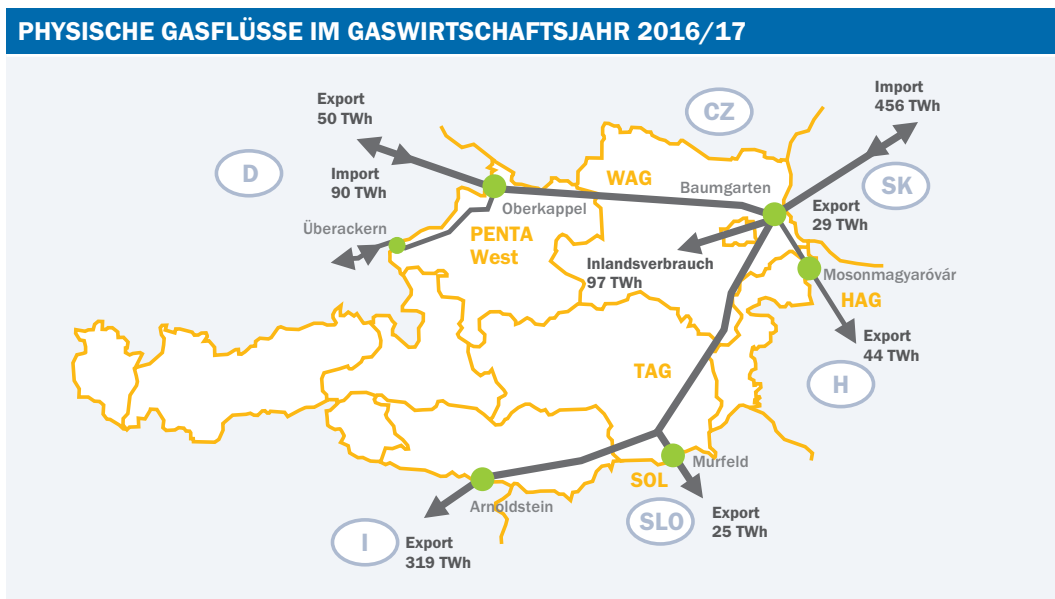 PHYSISCHE GASFLÜSSE IM GASWIRTSCHAFTSJAHR 2016/17
Export
50 TWh
Import
456 TWh
CZ
D
Import
90 TWh
WAG
Baumgarten
SK
Oberkappel
Export
29 TWh
Überackern
PENTA
West
Inlandsverbrauch
97 TWh
Mosonmagyaróvár
HAG
Export
44 TWh
TAG
H
Murfeld
SOL
Arnoldstein
Export
25 TWh
SLO
I
Export
319 TWh